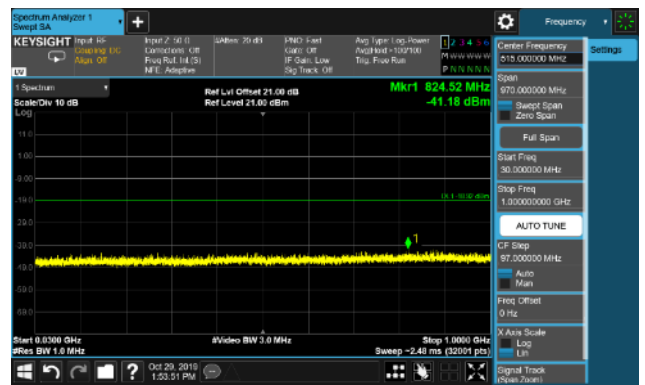 Spectrum Analyzer 1
Swept SA
Frequency
KEYSIGHT
Input: RF
Coupling: DC
Align: Off
Input Z: 50 Ω
Corrections: Off
Freq Ref: Int (S)
NFE: Adaptive
#Atten: 20 dB
PNO: Fast
Gate: Off
IF Gain: Low
Sig Track: Off
Avg Type: Log-Power
Avg|Hold: >100/100
Trig: Free Run
1 2 3 4 5 6
M W W W W W
P N N N N N
LV
1 Spectrum
Scale/Div 10 dB
Log
Ref Lvl Offset 21.00 dB
Ref Level 21.00 dBm
Mkr1 824.52 MHz
-41.18 dBm
11.0
1.00
-9.00
-19.0
-29.0
-39.0
-49.0
-59.0
-69.0
1
Start 0.0300 GHz
#Res BW 1.0 MHz
#Video BW 3.0 MHz
Stop 1.0000 GHz
Sweep ~2.48 ms (32001 pts)
Oct 29, 2019
1:53:51 PM
Center Frequency
515.000000 MHz
Settings
Span
970.000000 MHz
Swept Span
Zero Span
Full Span
Start Freq
30.000000 MHz
Stop Freq
1.000000000 GHz
AUTO TUNE
CF Step
97.000000 MHz
Auto
Man
Freq Offset
0 Hz
X Axis Scale
Log
Lin
Signal Track
(Span Zoom)